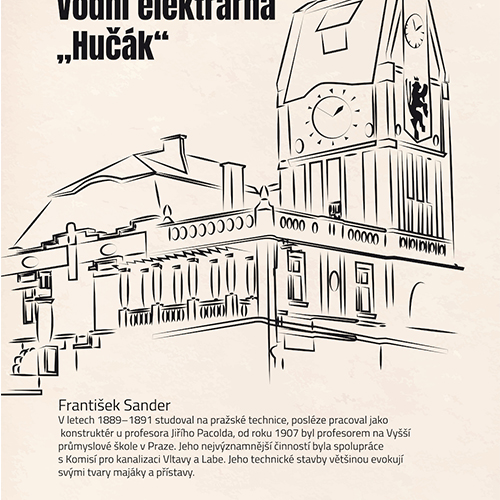 Vodní elektrárna
„Hučák“
František Sander
V letech 1889–1891 studoval na pražské technice, posléze pracoval jako
konstruktér u profesora Jiřího Pacolda, od roku 1907 byl profesorem na Vyšší
průmyslové škole v Praze. Jeho nejvýznamnější činností byla spolupráce
s Komisí pro kanalizaci Vltavy a Labe. Jeho technické stavby většinou evokují
svými tvary majáky a přístavy.